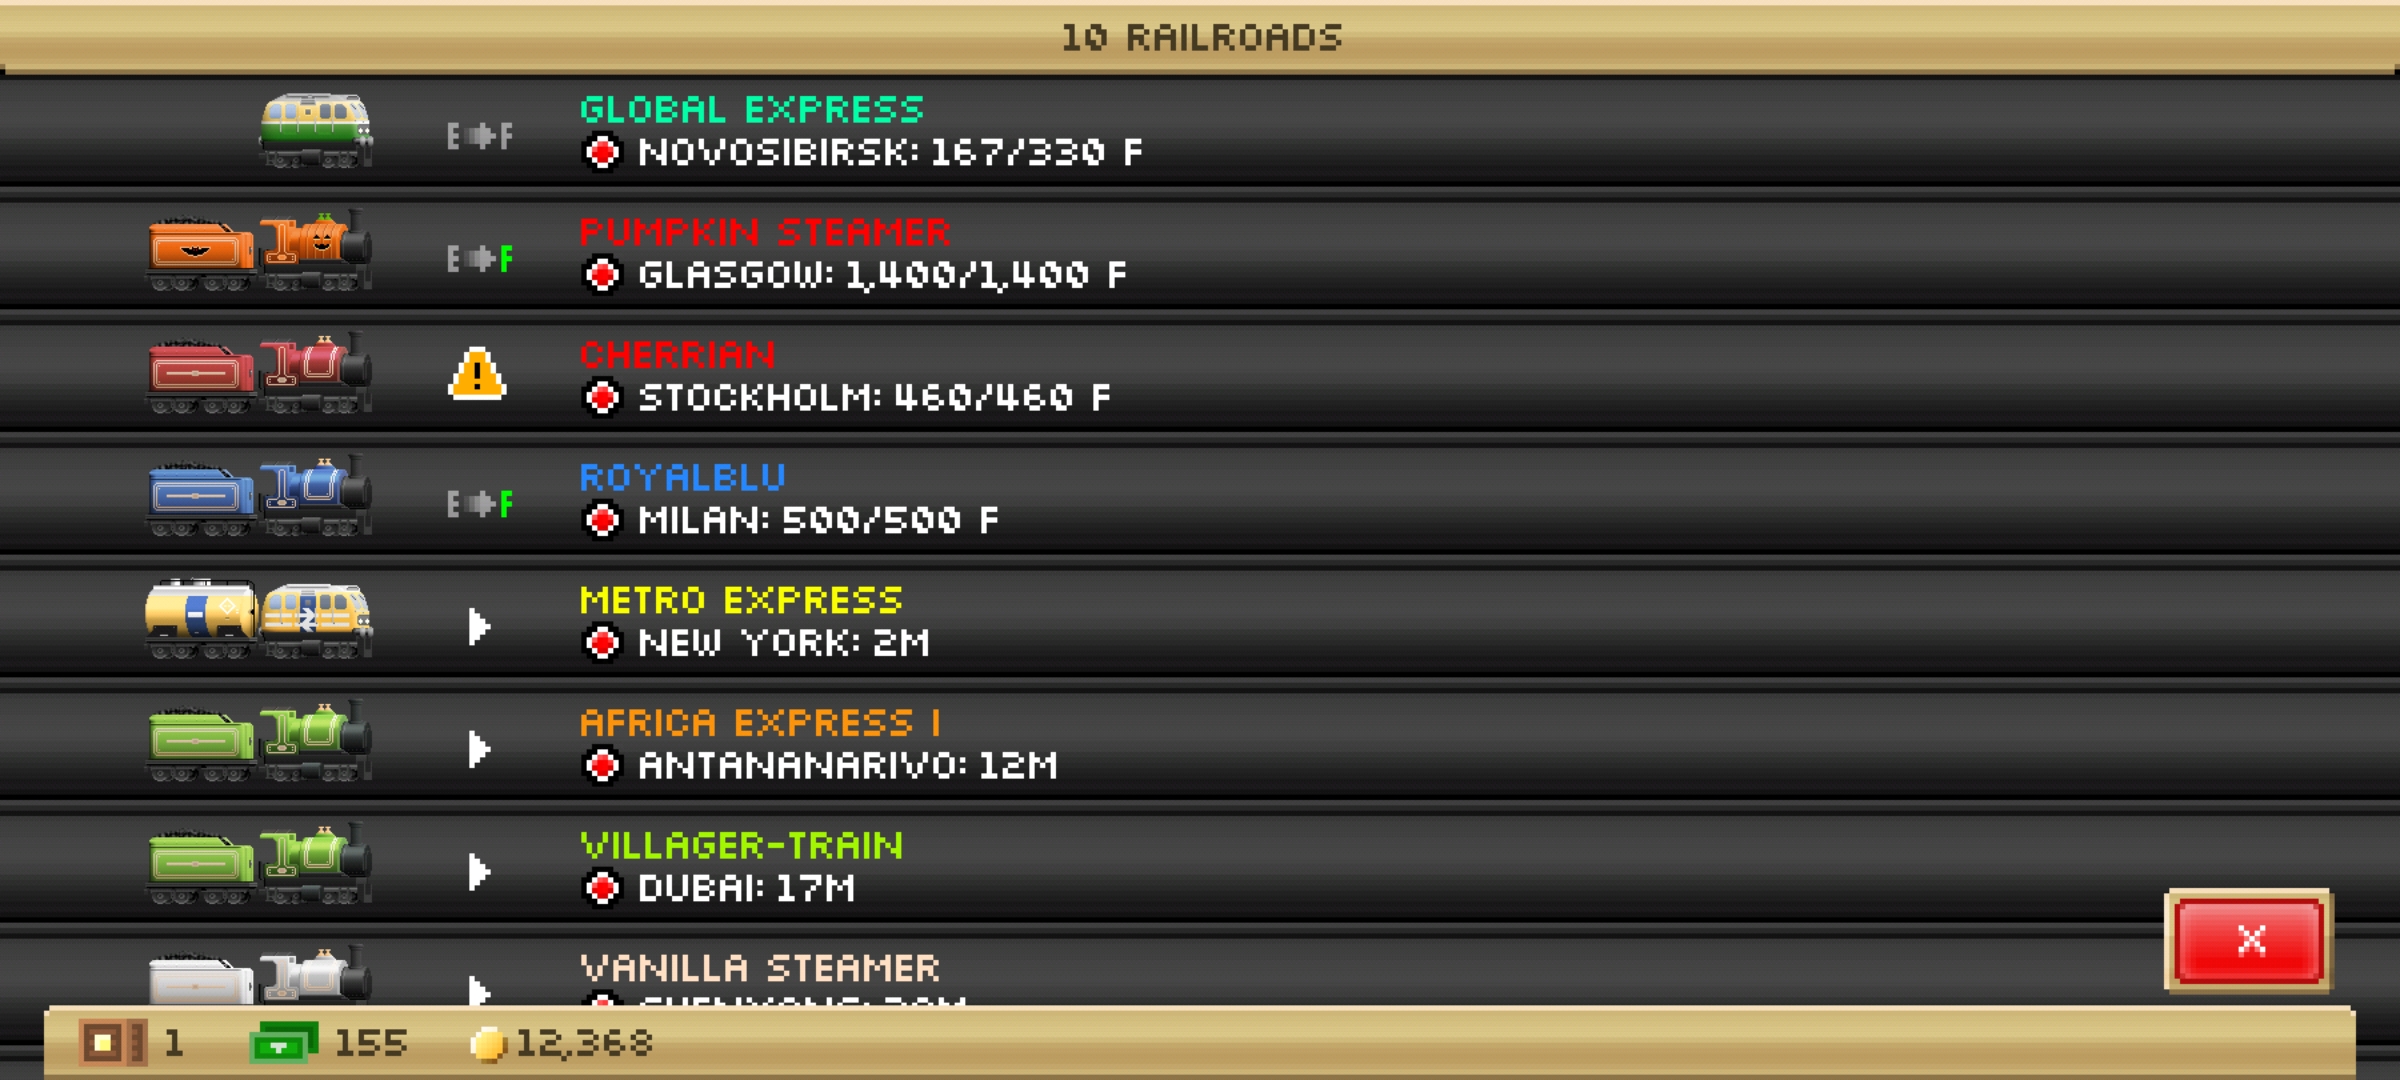 10 RAILROADS
GLOBAL EXPRESS
E F NOVOSIBIRSK: 167/330 F
PUMPKIN STEAMER
E F GLASGOW: 1,400/1,400 F
CHERRIAN
! STOCKHOLM: 460/460 F
ROYALBLU
E F MILAN: 500/500 F
METRO EXPRESS
NEW YORK: 2M
AFRICA EXPRESS I
ANTANANARIVO: 12M
VILLAGER-TRAIN
DUBAI: 17M
VANILLA STEAMER
X
1 155 12,368